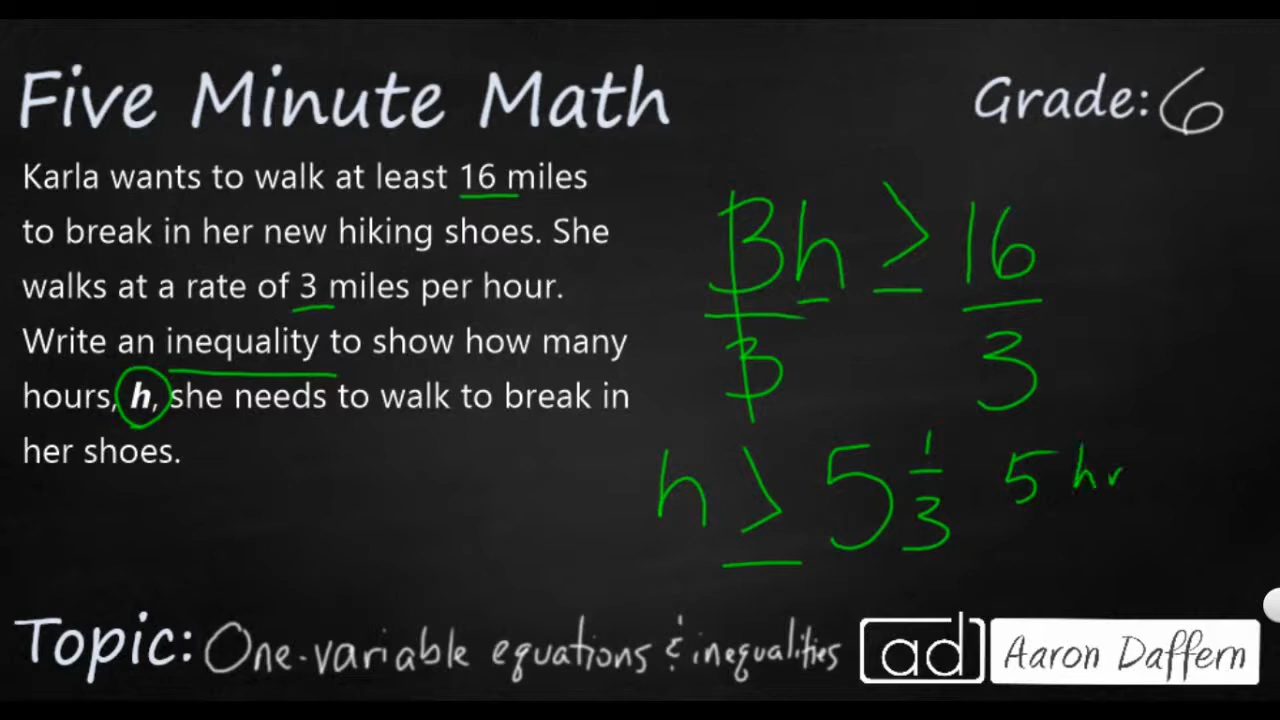 Five Minute Math
Grade: 6
Karla wants to walk at least 16 miles
to break in her new hiking shoes. She
walks at a rate of 3 miles per hour.
Write an inequality to show how many
hours, h, she needs to walk to break in
her shoes.
3h ≥ 16
3 3
h ≥ 5 1/3 5 hr
Topic: One-variable equations & inequalities
ad Aaron Daffern